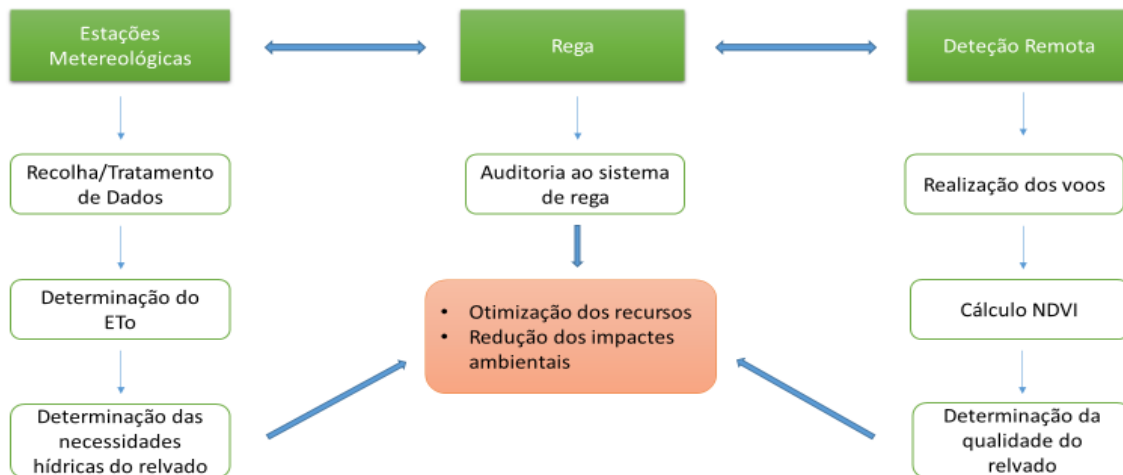 Estações
Metereológicas
Rega
Deteção Remota
Recolha/Tratamento
de Dados
Auditoria ao sistema
de rega
Realização dos voos
Determinação do
ETo
• Otimização dos recursos
• Redução dos impactes
ambientais
Cálculo NDVI
Determinação das
necessidades
hídricas do relvado
Determinação da
qualidade do
relvado